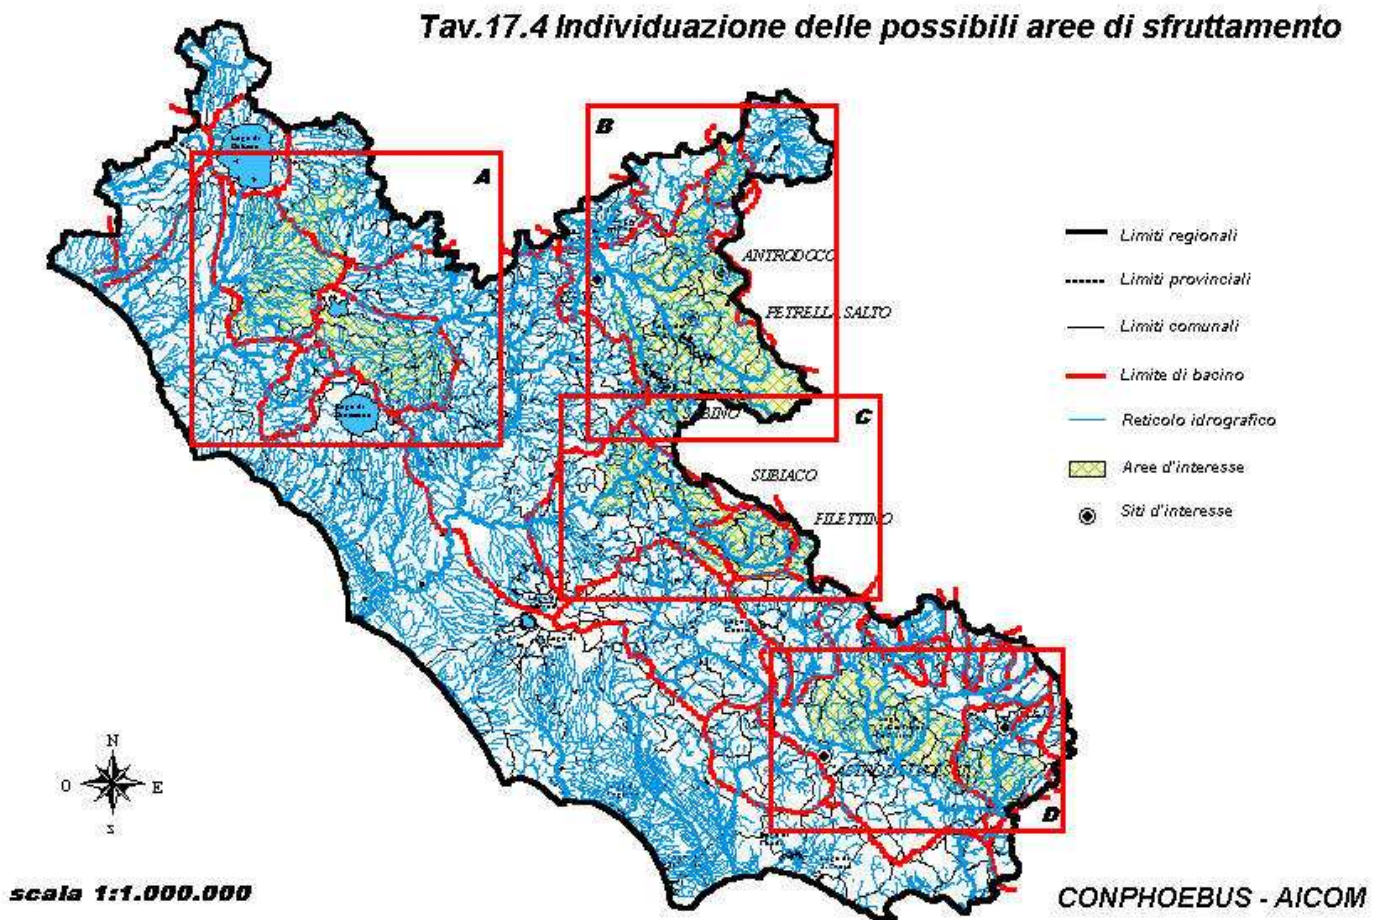 Tav.17.4 Individuazione delle possibili aree di sfruttamento
B
A
ANTRODOCO
PETRELLA SALTO
C
SUBIACO
FILETTINO
D
Limiti regionali
Limiti provinciali
Limiti comunali
Limite di bacino
Reticolo idrografico
Aree d'interesse
Siti d'interesse
N
O
E
S
scala 1:1.000.000
CONPHOEBUS - AICOM